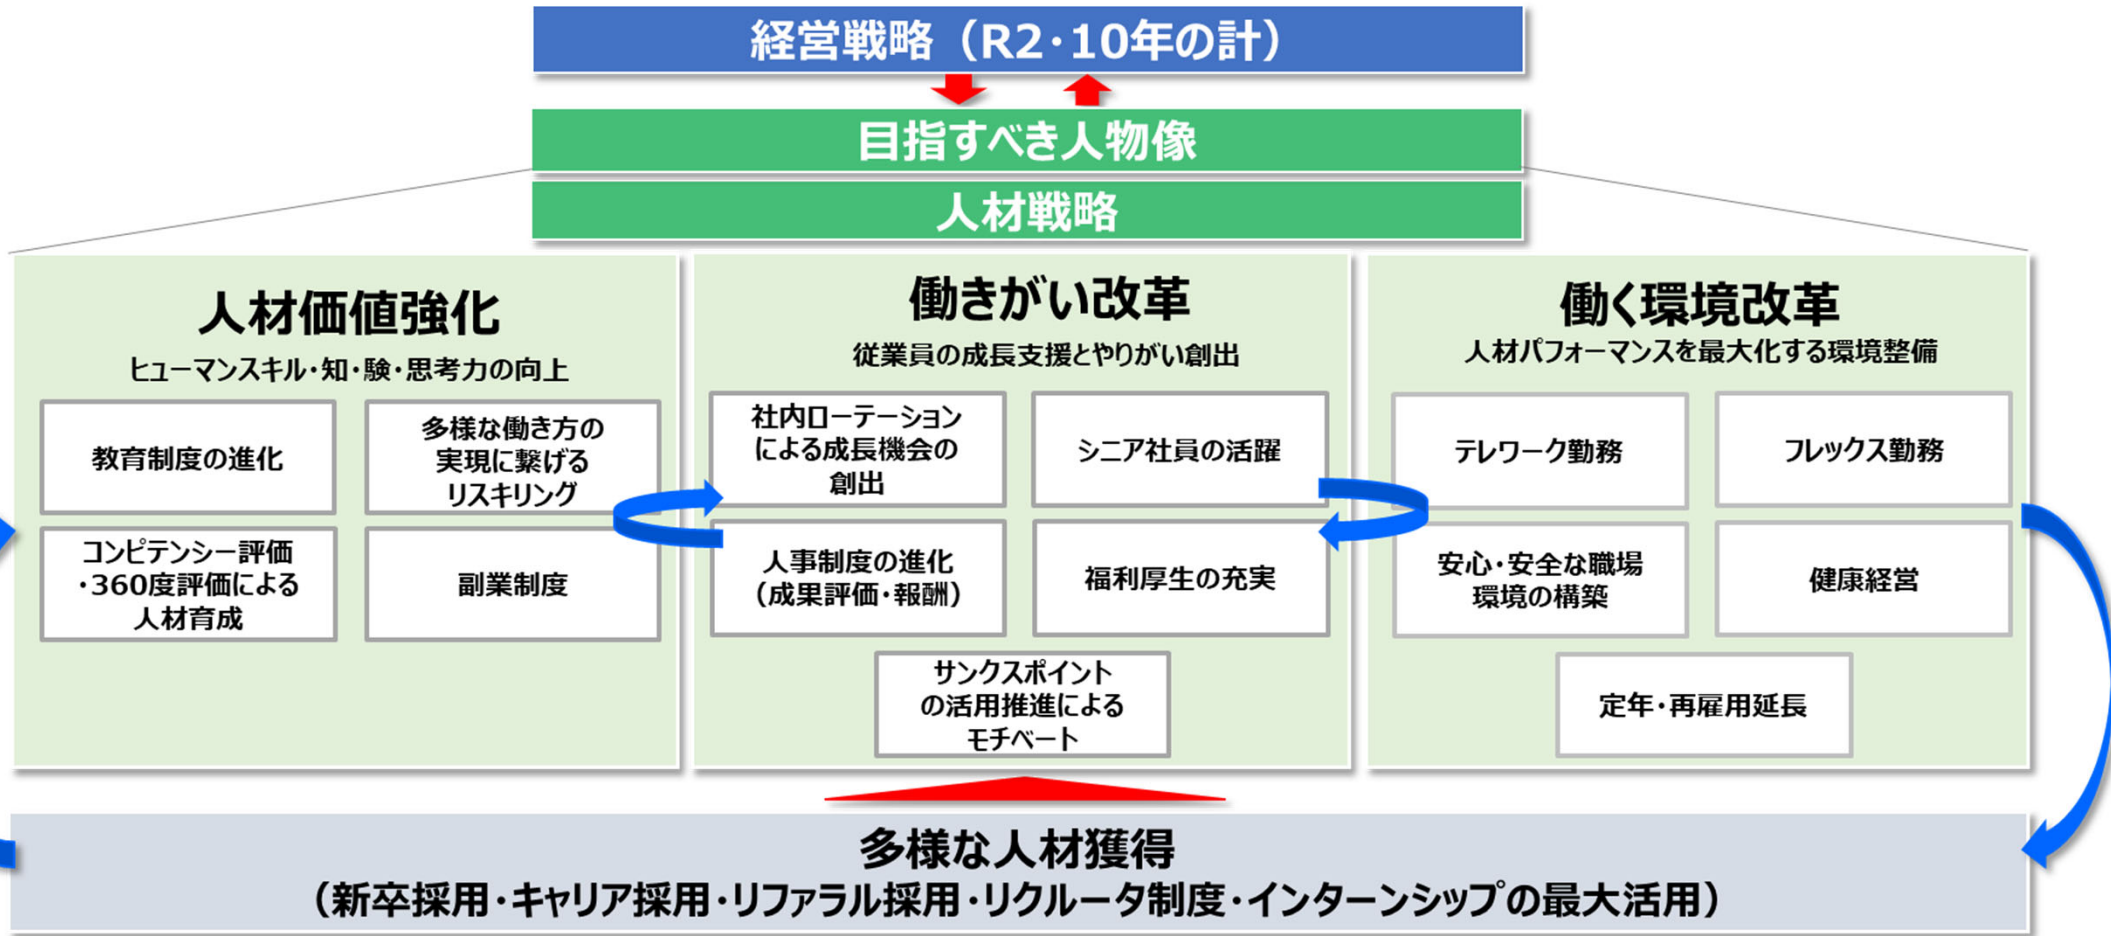 経営戦略（R2・10年の計）
目指すべき人物像
人材戦略
人材価値強化
ヒューマンスキル・知・験・思考力の向上
教育制度の進化
多様な働き方の
実現に繋げる
リスキリング
コンピテンシー評価
・360度評価による
人材育成
副業制度
働きがい改革
従業員の成長支援とやりがい創出
社内ローテーション
による成長機会の
創出
シニア社員の活躍
人事制度の進化
（成果評価・報酬）
福利厚生の充実
サンクスポイント
の活用推進による
モチベート
働く環境改革
人材パフォーマンスを最大化する環境整備
テレワーク勤務
フレックス勤務
安心・安全な職場
環境の構築
健康経営
定年・再雇用延長
多様な人材獲得
（新卒採用・キャリア採用・リファラル採用・リクルータ制度・インターンシップの最大活用）